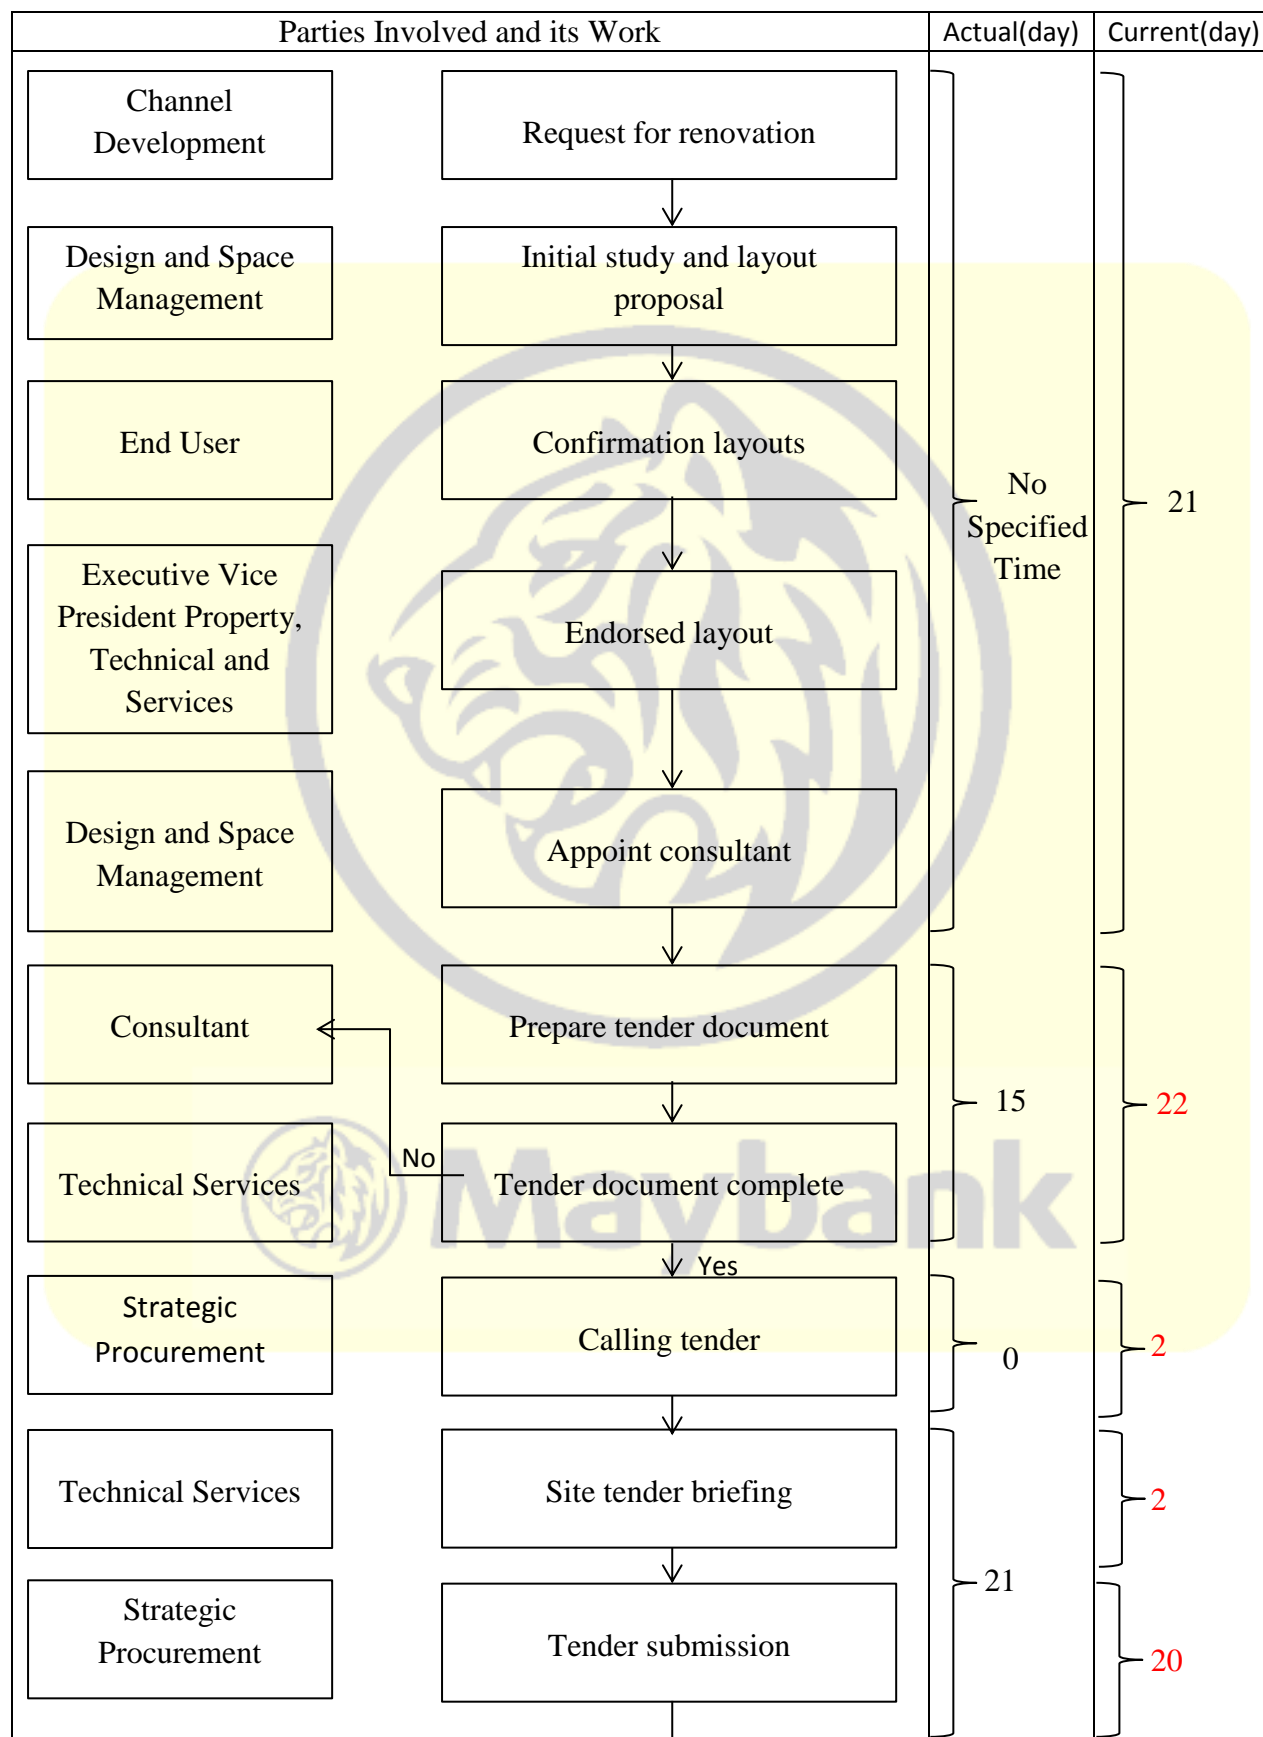 Parties Involved and its Work
Actual(day)
Current(day)
Channel
Development
Request for renovation
Design and Space
Management
Initial study and layout
proposal
End User
Confirmation layouts
No
Specified
Time
21
Executive Vice
President Property,
Technical and
Services
Endorsed layout
Design and Space
Management
Appoint consultant
Consultant
Prepare tender document
15
22
Technical Services
No
Tender document complete
Maybank
Yes
Strategic
Procurement
Calling tender
0
2
Technical Services
Site tender briefing
2
21
Strategic
Procurement
Tender submission
20